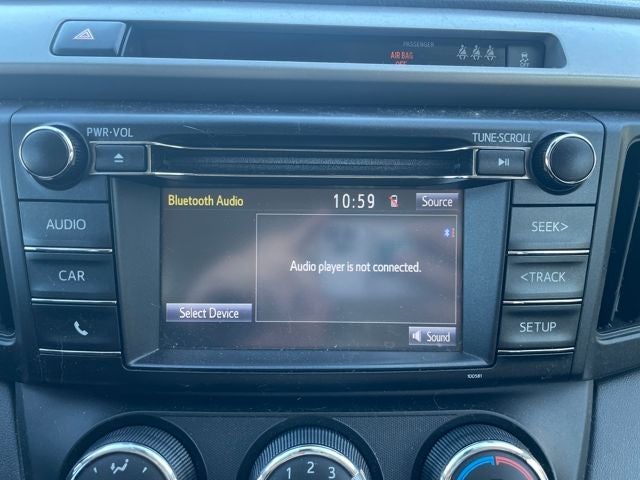 PASSENGER
AIR BAG
OFF
PWR·VOL
TUNE·SCROLL
Bluetooth Audio 10:59 Source
AUDIO
SEEK>
CAR
Audio player is not connected.
<TRACK
Select Device
SETUP
Sound
100581
1 2 3